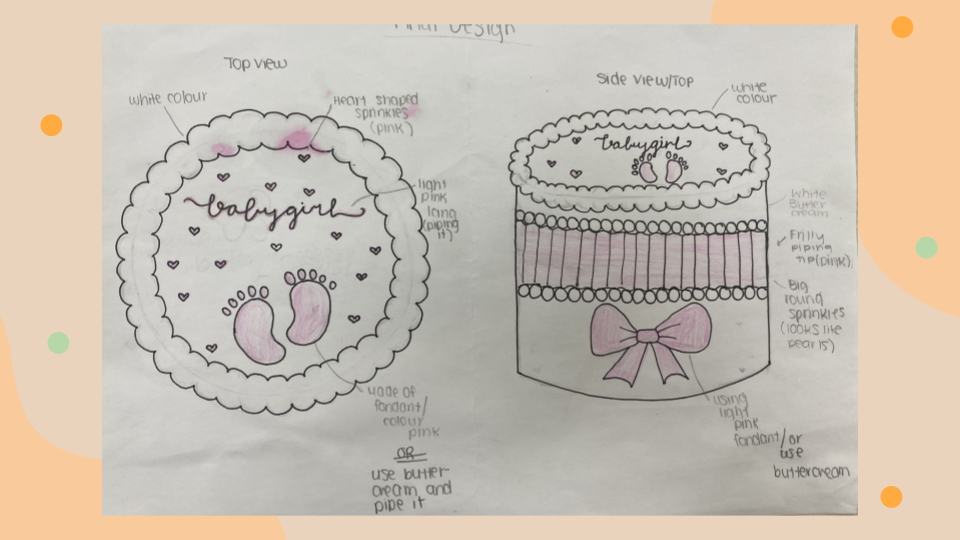 Final Design
Top view
white colour
Heart shaped
sprinkles
(pink)
light
pink
(piping
it)
babygirl
made of
fondant/
colour
pink
OR
use butter
cream and
pipe it
Side view/Top
white
colour
babygirl
White
Butter
cream
Frilly
piping
tip(pink)
Big
round
sprinkles
(looks like
pearls)
using
light
pink
fondant/or
use
buttercream